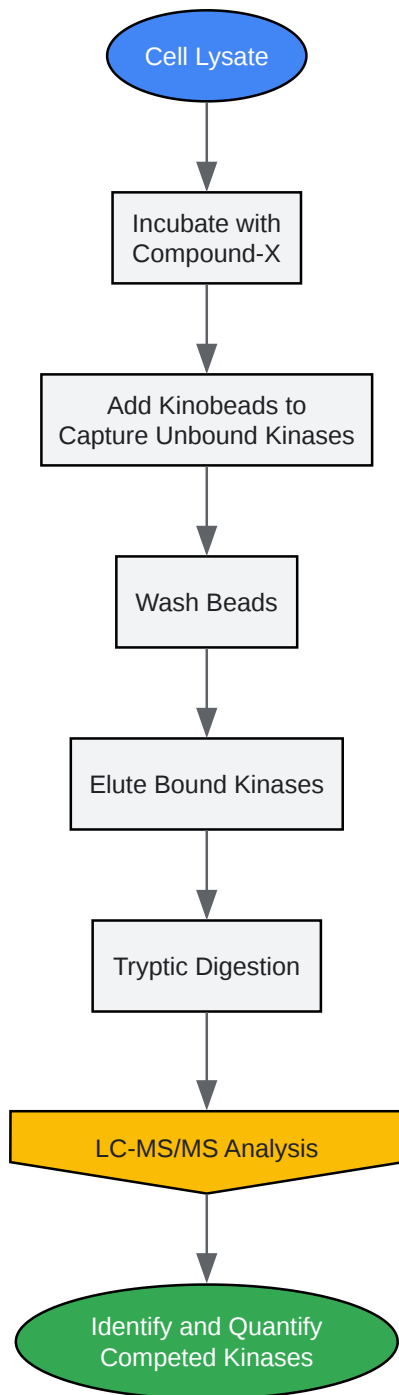 Cell Lysate
Incubate with
Compound-X
Add Kinobeads to
Capture Unbound Kinases
Wash Beads
Elute Bound Kinases
Tryptic Digestion
LC-MS/MS Analysis
Identify and Quantify
Competed Kinases